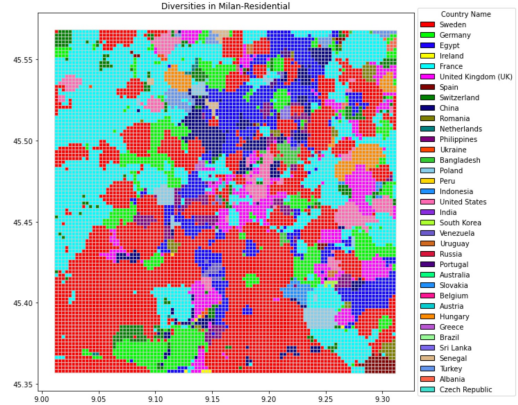 Diversities in Milan-Residential
Country Name
Sweden
Germany
Egypt
Ireland
France
United Kingdom (UK)
Spain
Switzerland
China
Romania
Netherlands
Philippines
Ukraine
Bangladesh
Poland
Peru
Indonesia
United States
India
South Korea
Venezuela
Uruguay
Russia
Portugal
Australia
Slovakia
Belgium
Austria
Hungary
Greece
Brazil
Sri Lanka
Senegal
Turkey
Albania
Czech Republic
45.55
45.50
45.45
45.40
45.35
9.00
9.05
9.10
9.15
9.20
9.25
9.30